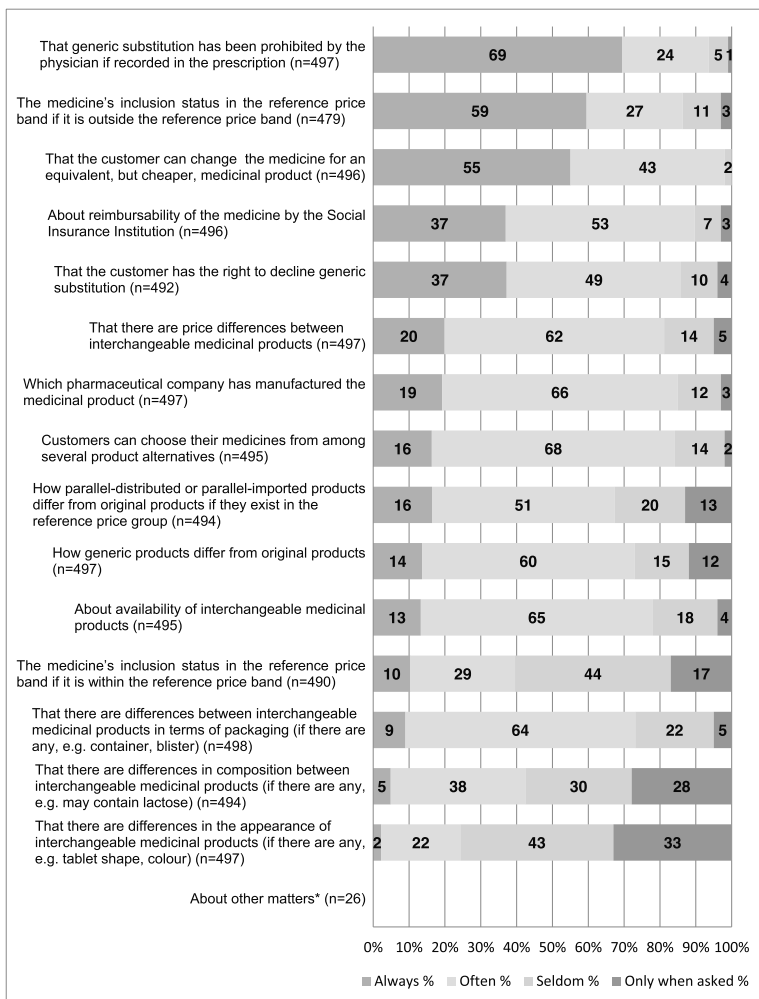 That generic substitution has been prohibited by the
physician if recorded in the prescription (n=497)
69 24 5 1
The medicine's inclusion status in the reference price
band if it is outside the reference price band (n=479)
59 27 11 3
That the customer can change the medicine for an
equivalent, but cheaper, medicinal product (n=496)
55 43 2
About reimbursability of the medicine by the Social
Insurance Institution (n=496)
37 53 7 3
That the customer has the right to decline generic
substitution (n=492)
37 49 10 4
That there are price differences between
interchangeable medicinal products (n=497)
20 62 14 5
Which pharmaceutical company has manufactured the
medicinal product (n=497)
19 66 12 3
Customers can choose their medicines from among
several product alternatives (n=495)
16 68 14 2
How parallel-distributed or parallel-imported products
differ from original products if they exist in the
reference price group (n=494)
16 51 20 13
How generic products differ from original products
(n=497)
14 60 15 12
About availability of interchangeable medicinal
products (n=495)
13 65 18 4
The medicine's inclusion status in the reference price
band if it is within the reference price band (n=490)
10 29 44 17
That there are differences between interchangeable
medicinal products in terms of packaging (if there are
any, e.g. container, blister) (n=498)
9 64 22 5
That there are differences in composition between
interchangeable medicinal products (if there are any,
e.g. may contain lactose) (n=494)
5 38 30 28
That there are differences in the appearance of
interchangeable medicinal products (if there are any,
e.g. tablet shape, colour) (n=497)
2 22 43 33
About other matters* (n=26)
0% 10% 20% 30% 40% 50% 60% 70% 80% 90% 100%
Always % Often % Seldom % Only when asked %